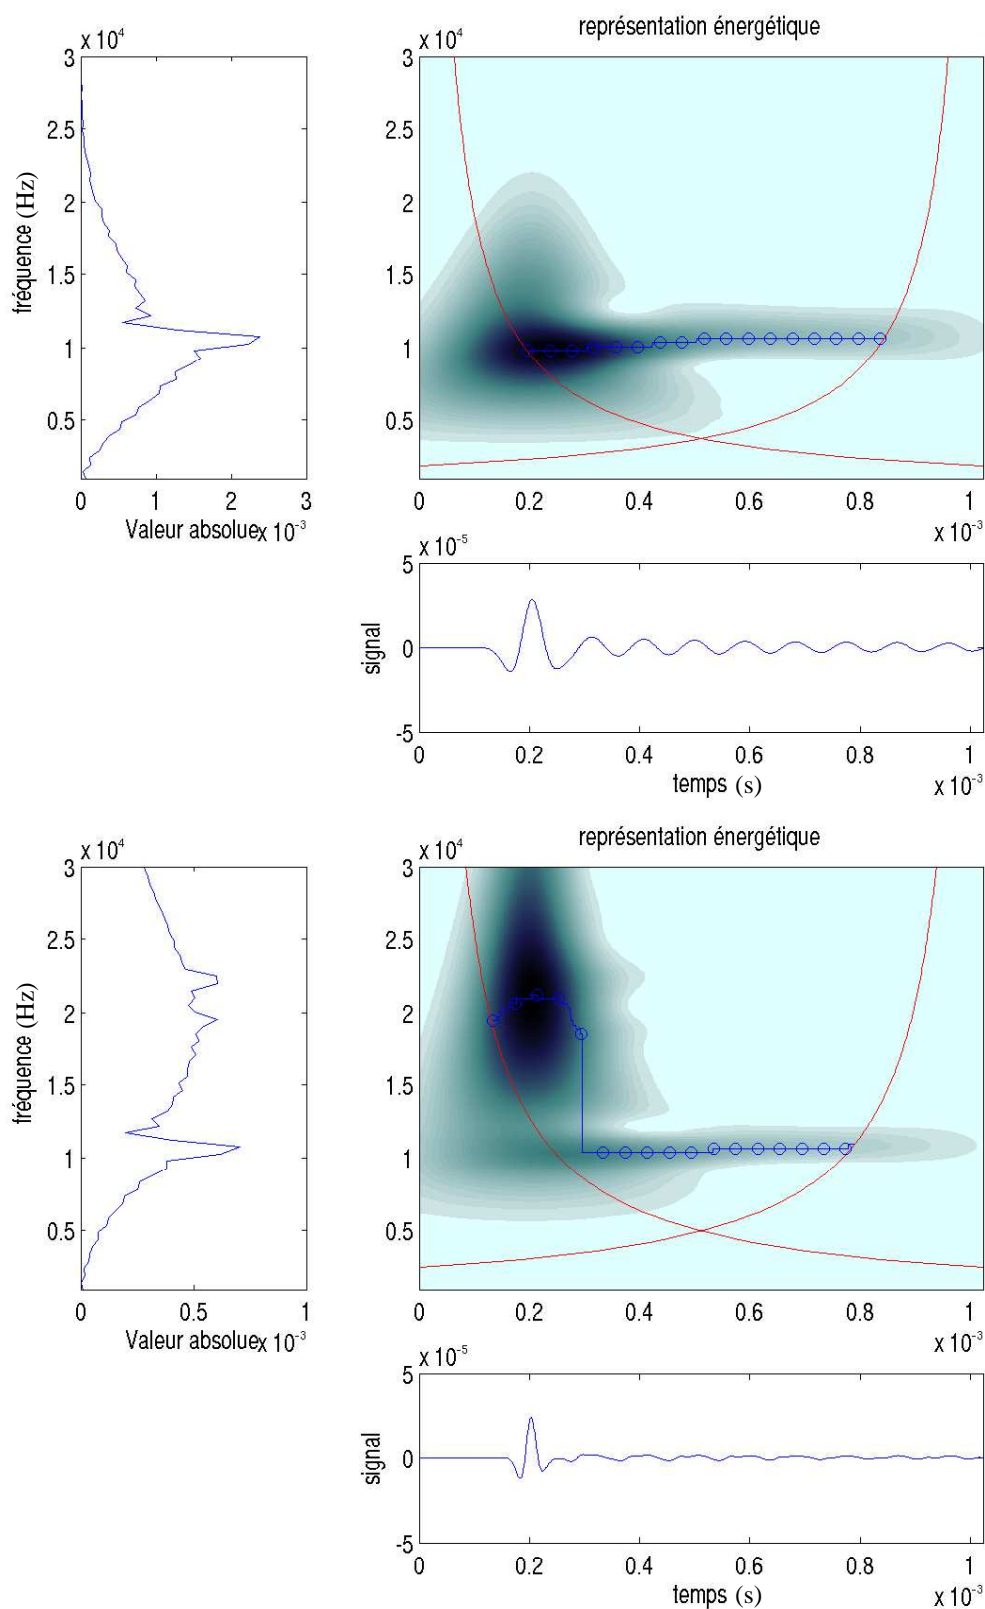 représentation énergétique
x 10⁴
x 10⁴
3
2.5
2
1.5
1
0.5
fréquence (Hz)
0
1
2
3
Valeur absolue
x 10⁻³
3
2.5
2
1.5
1
0.5
0
0.2
0.4
0.6
0.8
1
x 10⁻³
x 10⁻⁵
5
0
-5
signal
0
0.2
0.4
0.6
0.8
1
temps (s)
x 10⁻³
représentation énergétique
x 10⁴
x 10⁴
3
2.5
2
1.5
1
0.5
fréquence (Hz)
0
0.5
1
Valeur absolue
x 10⁻³
3
2.5
2
1.5
1
0.5
0
0.2
0.4
0.6
0.8
1
x 10⁻³
x 10⁻⁵
5
0
-5
signal
0
0.2
0.4
0.6
0.8
1
temps (s)
x 10⁻³